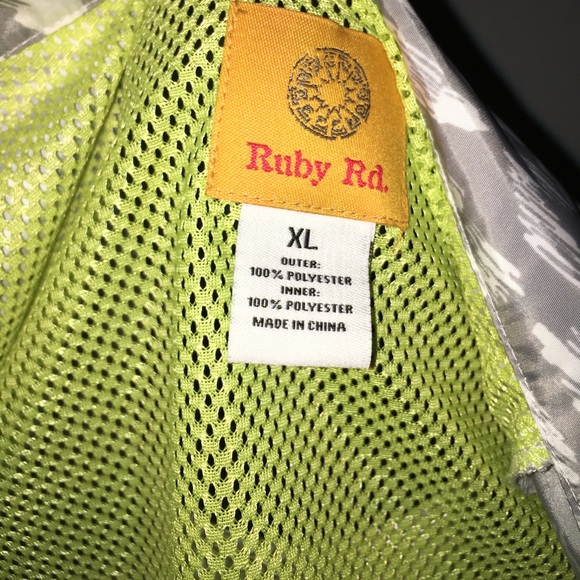 Ruby Rd.
XL
OUTER:
100% POLYESTER
INNER:
100% POLYESTER
MADE IN CHINA